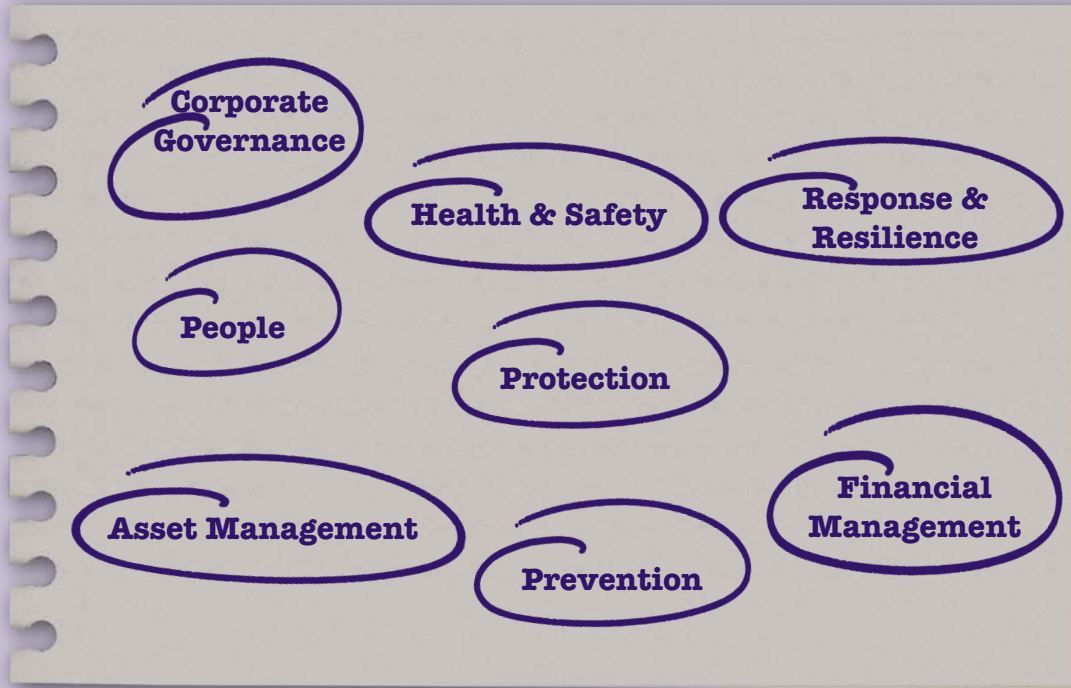 Corporate
Governance
Health & Safety
Response &
Resilience
People
Protection
Asset Management
Financial
Management
Prevention